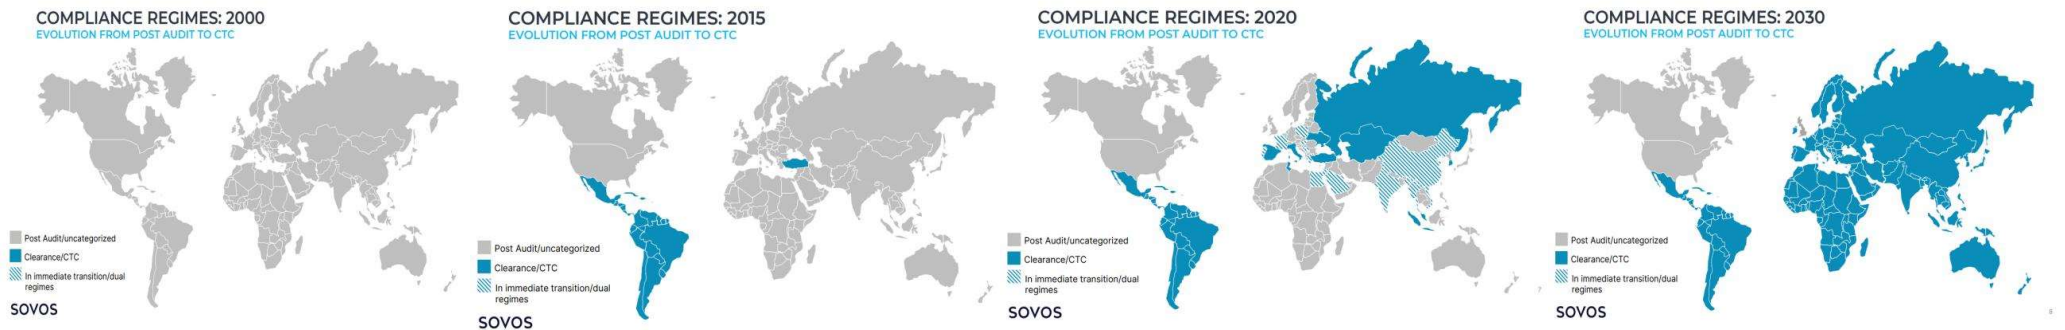 COMPLIANCE REGIMES: 2000
EVOLUTION FROM POST AUDIT TO CTC
Post Audit/uncategorized
Clearance/CTC
In immediate transition/dual
regimes
SOVOS
COMPLIANCE REGIMES: 2015
EVOLUTION FROM POST AUDIT TO CTC
Post Audit/uncategorized
Clearance/CTC
In immediate transition/dual
regimes
SOVOS
COMPLIANCE REGIMES: 2020
EVOLUTION FROM POST AUDIT TO CTC
Post Audit/uncategorized
Clearance/CTC
In immediate transition/dual
regimes
SOVOS
COMPLIANCE REGIMES: 2030
EVOLUTION FROM POST AUDIT TO CTC
Post Audit/uncategorized
Clearance/CTC
In immediate transition/dual
regimes
SOVOS